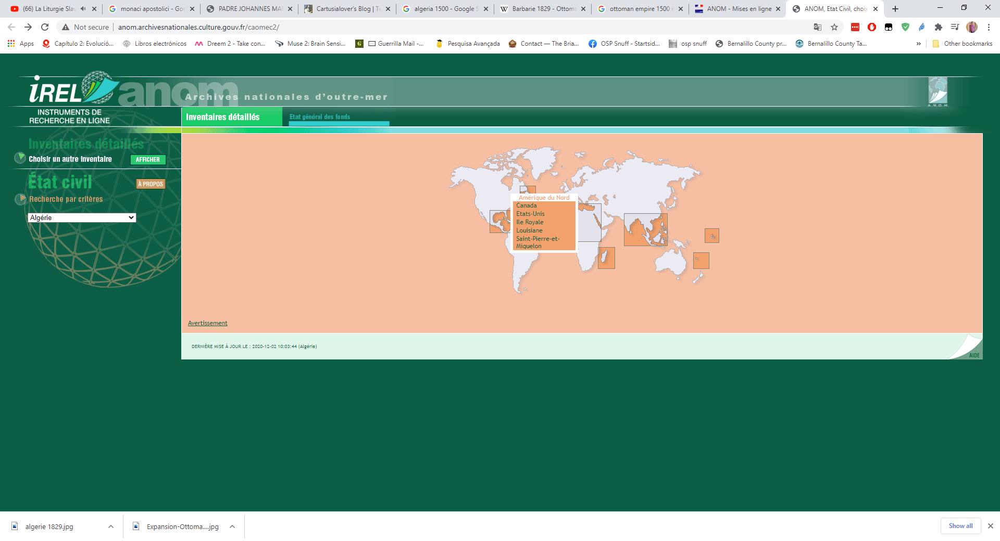 (66) La Liturgie Slav
monaci apostolici - Goo
PADRE JOHANNES MA
Cartusialover's Blog | Tu
algeria 1500 - Google S
Barbarie 1829 - Ottoma
ottoman empire 1500 m
ANOM - Mises en ligne
ANOM, Etat Civil, choix
Not secure
anom.archivesnationales.culture.gouv.fr/caomec2/
Apps
Capítulo 2: Evolució...
Libros electrónicos
Dreem 2 - Take con...
Muse 2: Brain Sensi...
Guerrilla Mail -...
Pesquisa Avançada
Contact — The Bria...
OSP Snuff - Startsid...
osp snuff
Bernalillo County pr...
Bernalillo County Ta...
»
Other bookmarks
iREL
anom
Archives nationales d'outre-mer
A.N.O.M.
INSTRUMENTS DE
RECHERCHE EN LIGNE
Inventaires détaillés
Etat général des fonds
Inventaires détaillés
Choisir un autre inventaire
AFFICHER
État civil
À PROPOS
Recherche par critères
Algérie
Amérique du Nord
Canada
Etats-Unis
Ile Royale
Louisiane
Saint-Pierre-et-
Miquelon
Avertissement
DERNIÈRE MISE À JOUR LE : 2020-12-02 10:03:44 (Algérie)
AIDE
algerie 1829.jpg
Expansion-Ottoma....jpg
Show all